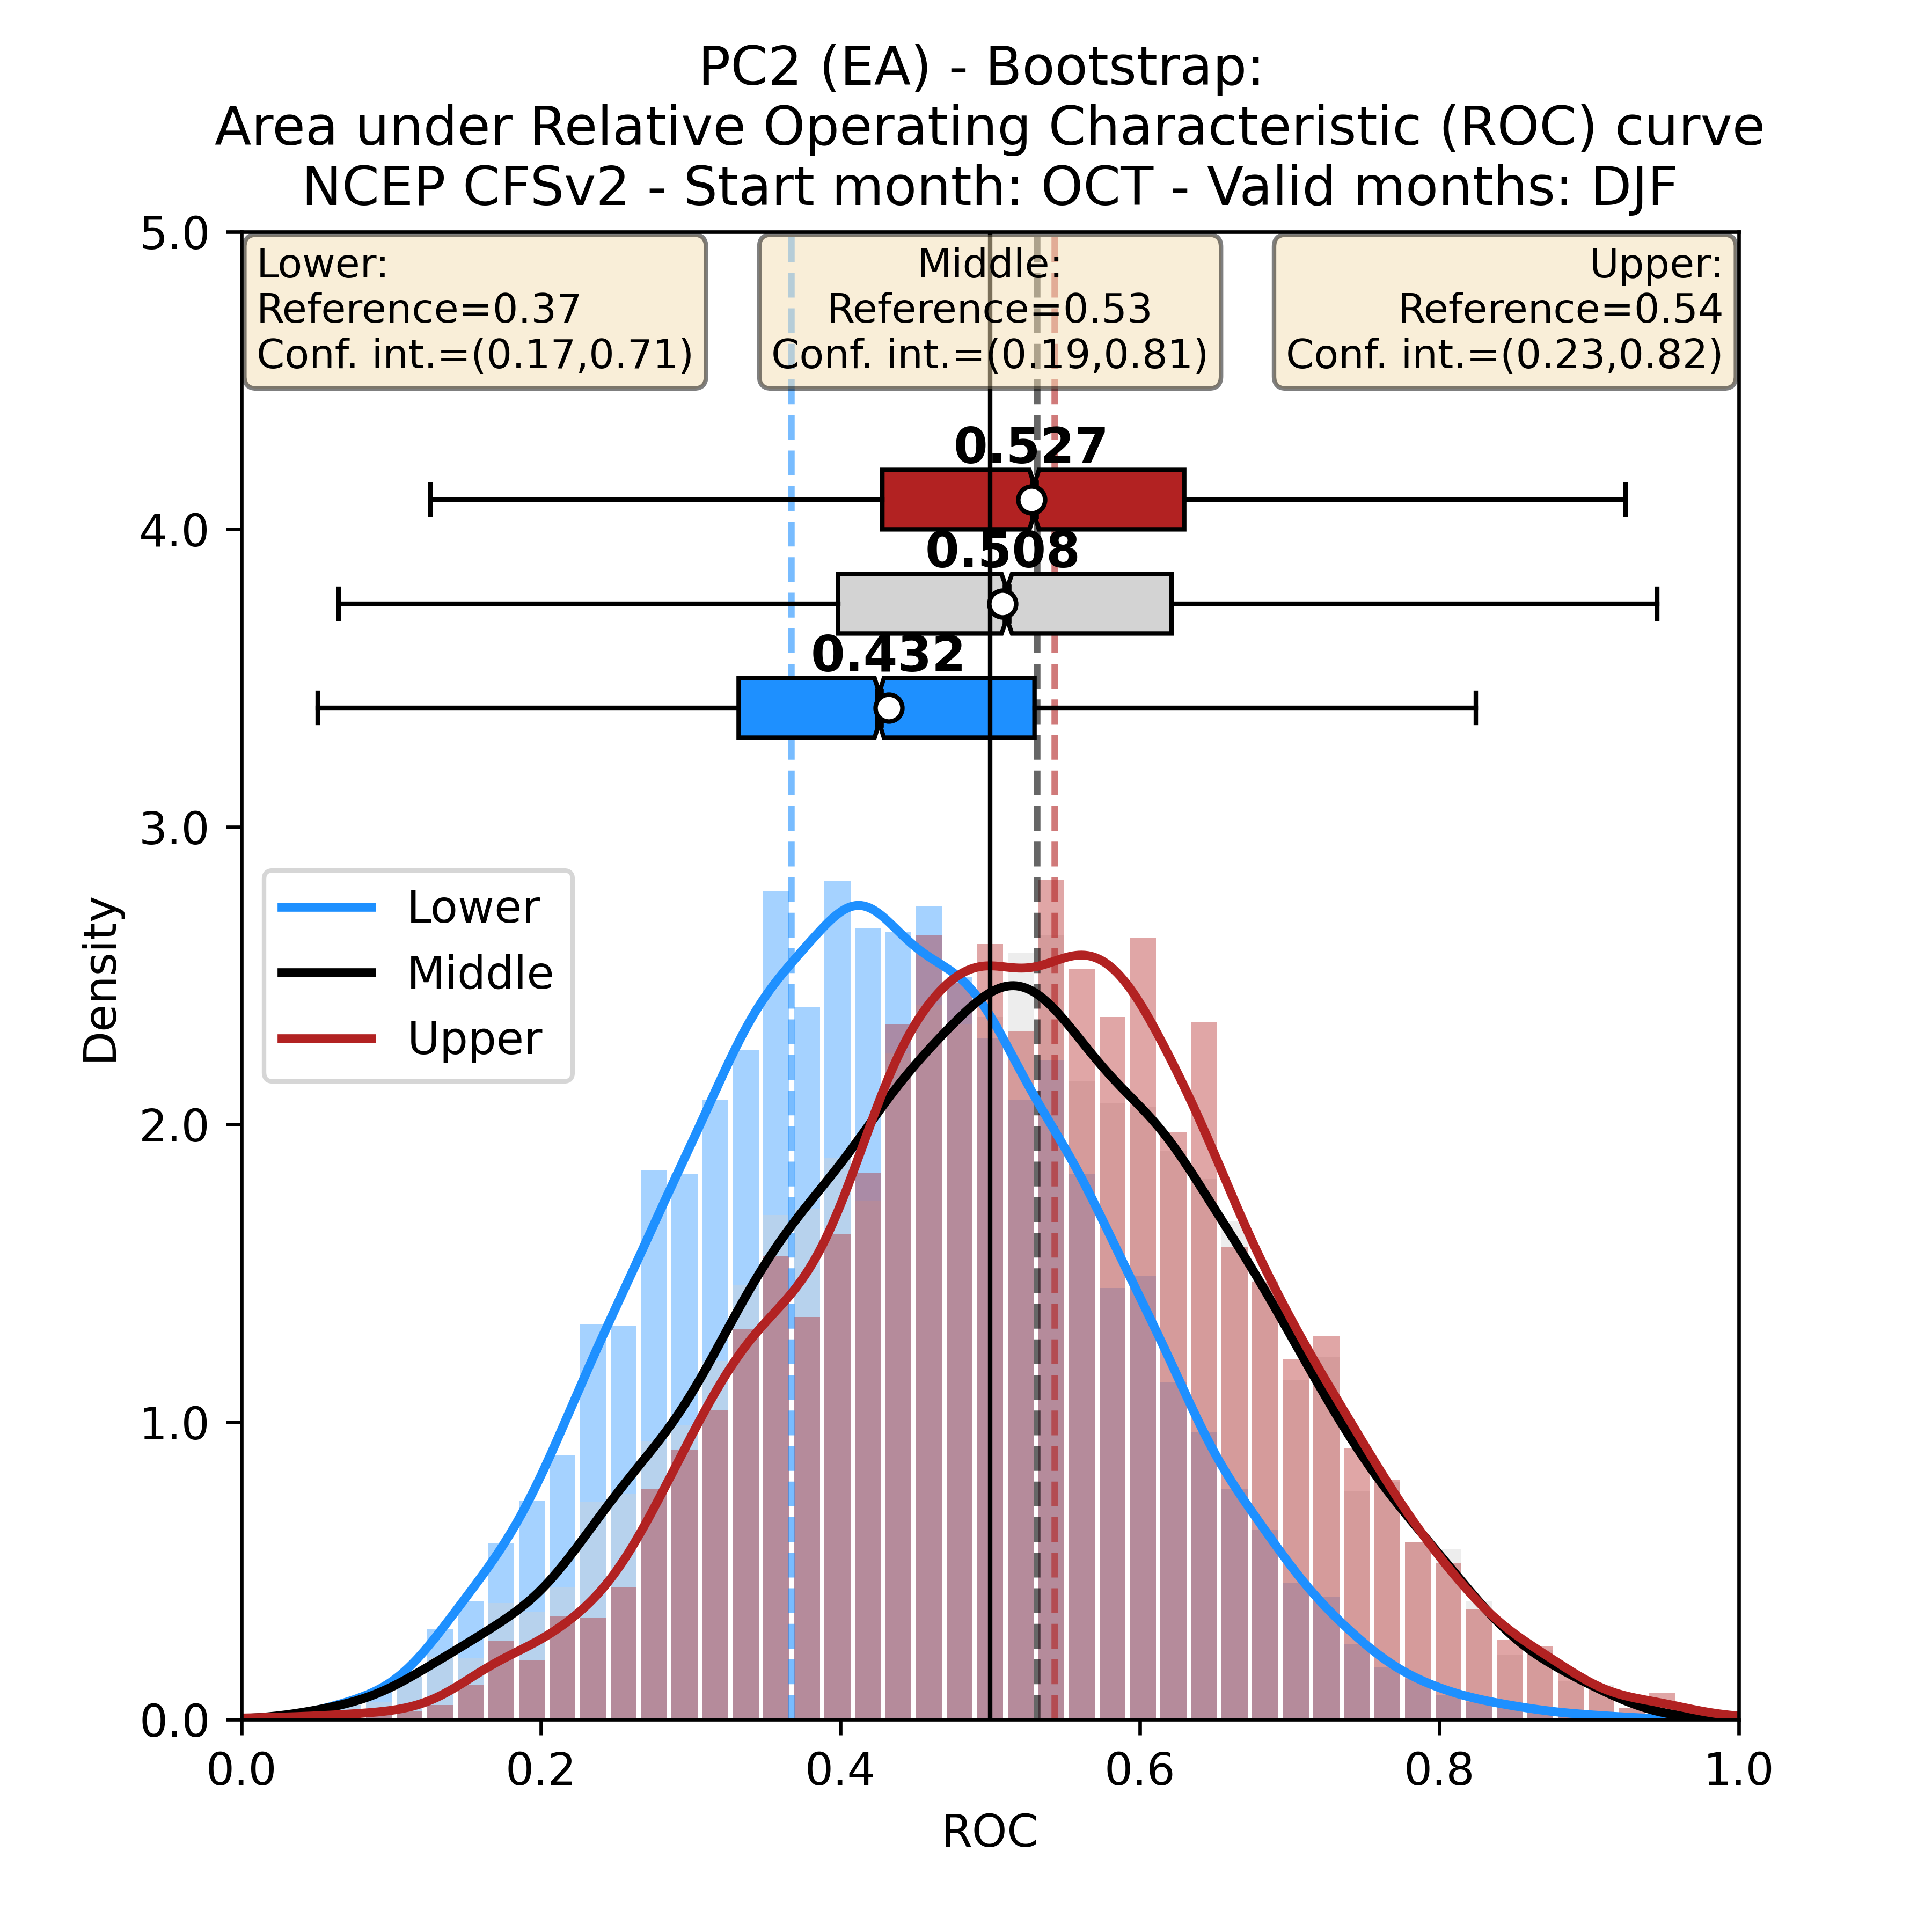 PC2 (EA) - Bootstrap:
Area under Relative Operating Characteristic (ROC) curve
NCEP CFSv2 - Start month: OCT - Valid months: DJF
Lower:
Reference=0.37
Conf. int.=(0.17,0.71)
Middle:
Reference=0.53
Conf. int.=(0.19,0.81)
Upper:
Reference=0.54
Conf. int.=(0.23,0.82)
0.527
0.508
0.432
Lower
Middle
Upper
Density
5.0
4.0
3.0
2.0
1.0
0.0
0.0
0.2
0.4
0.6
0.8
1.0
ROC